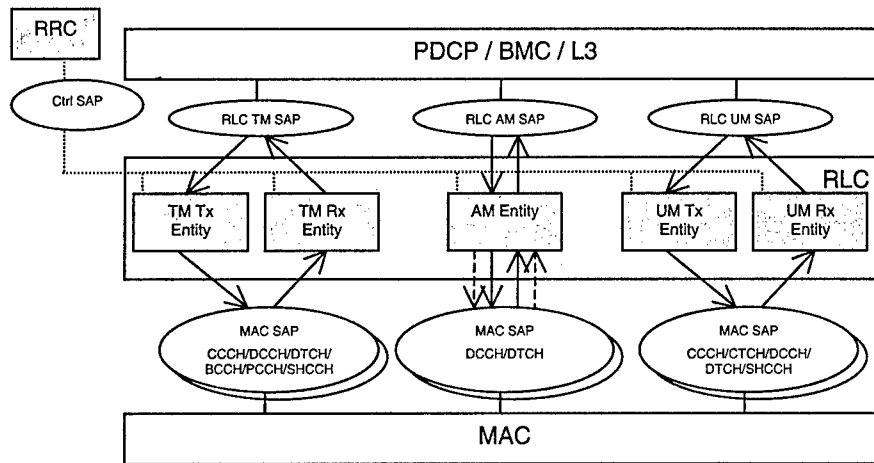 RRC
PDCP / BMC / L3
Ctrl SAP
RLC TM SAP
RLC AM SAP
RLC UM SAP
RLC
TM Tx
Entity
TM Rx
Entity
AM Entity
UM Tx
Entity
UM Rx
Entity
MAC SAP
CCCH/DCCH/DTCH/
BCCH/PCCH/SHCCH
MAC SAP
DCCH/DTCH
MAC SAP
CCCH/CTCH/DCCH/
DTCH/SHCCH
MAC